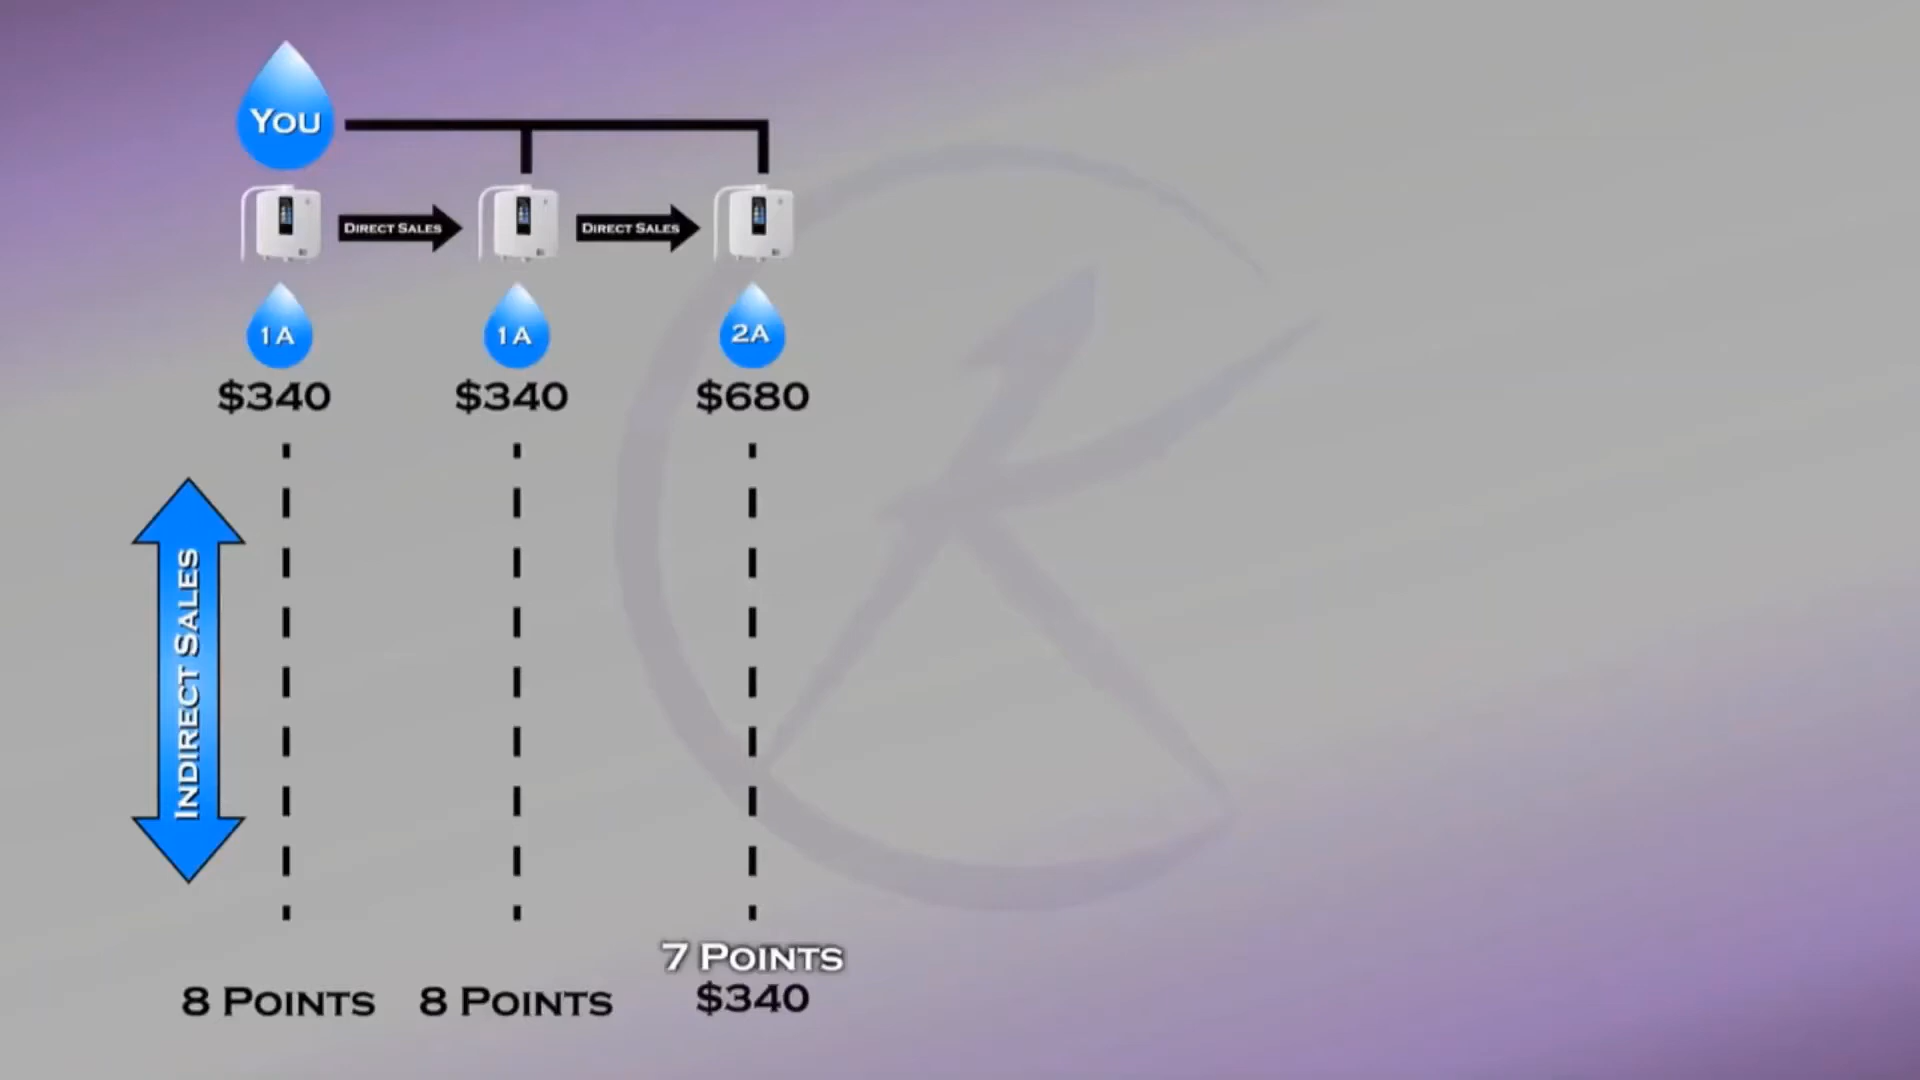 YOU
DIRECT SALES
DIRECT SALES
1A
1A
2A
$340
$340
$680
INDIRECT SALES
7 POINTS
8 POINTS
8 POINTS
$340